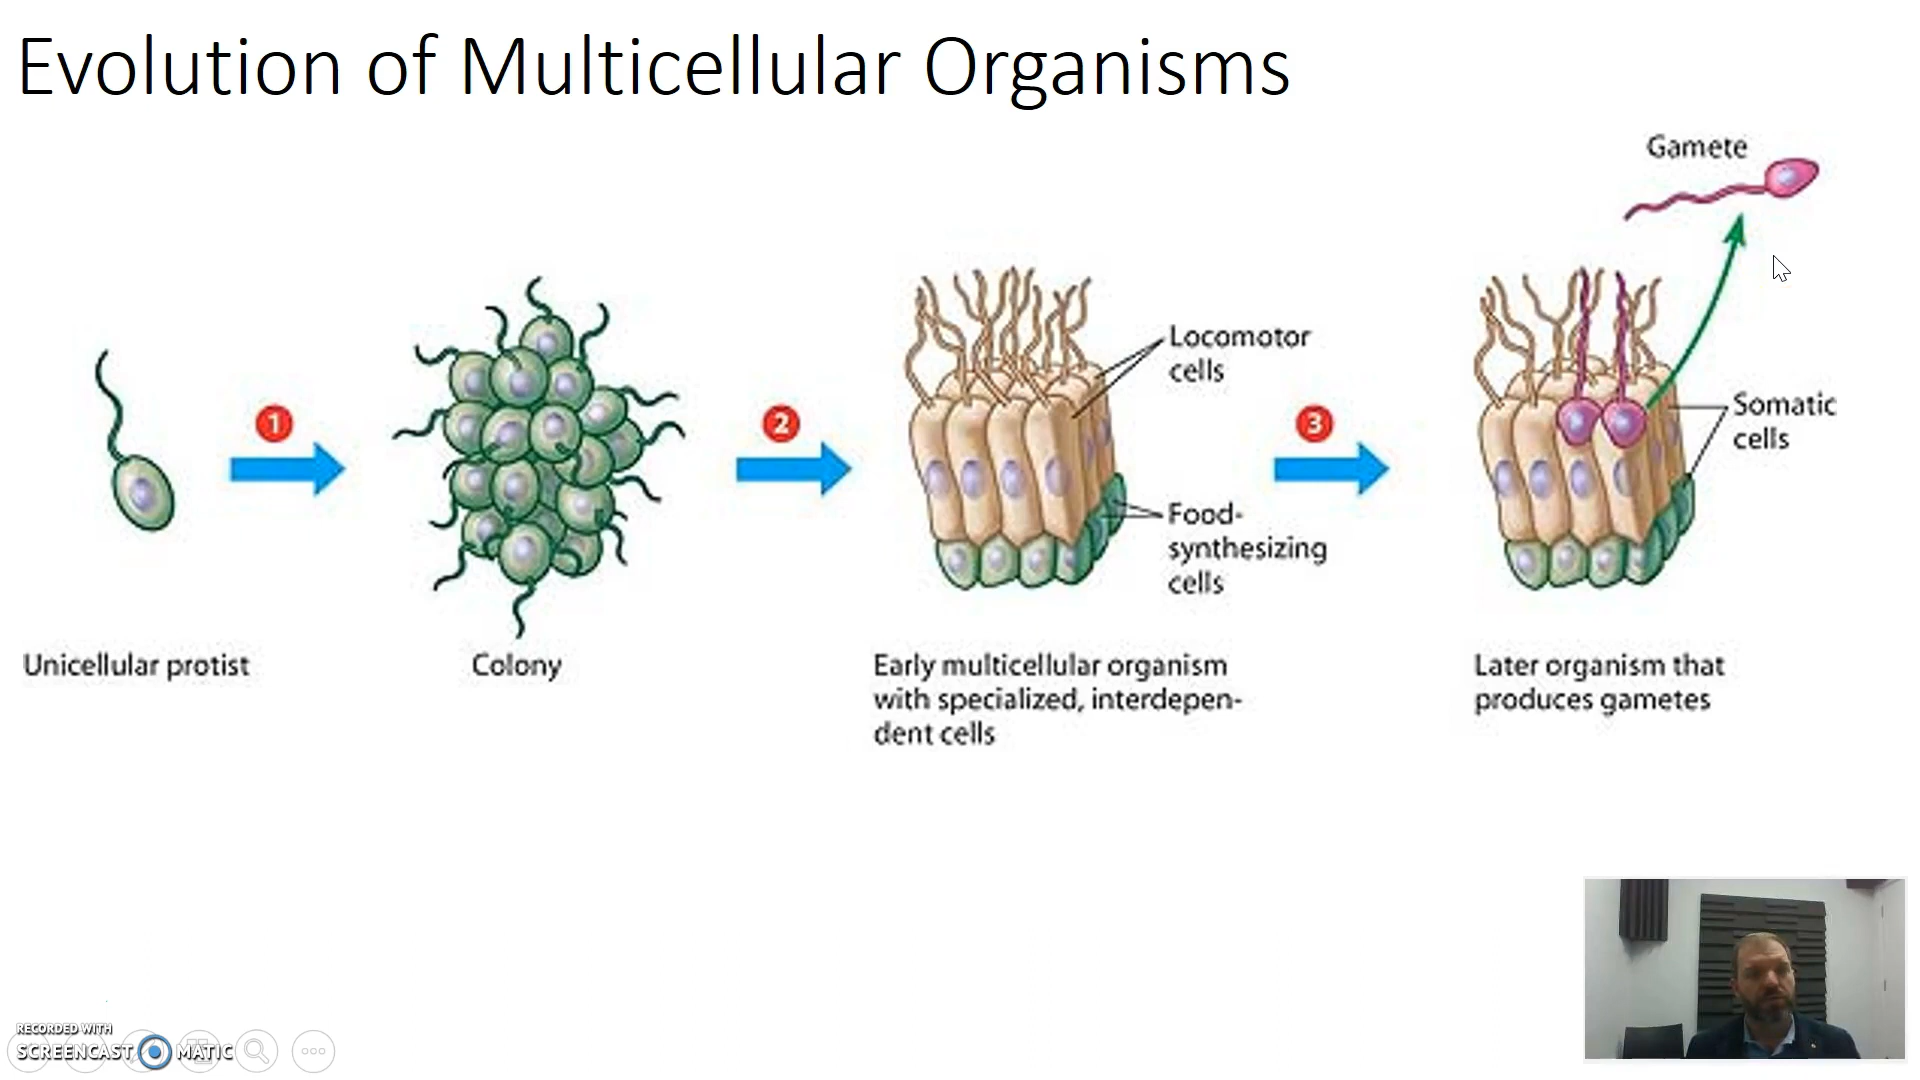 Evolution of Multicellular Organisms
Gamete
Locomotor
cells
Somatic
cells
1
2
3
Food-
synthesizing
cells
Unicellular protist
Colony
Early multicellular organism
with specialized, interdepen-
dent cells
Later organism that
produces gametes
RECORDED WITH
SCREENCAST MATIC